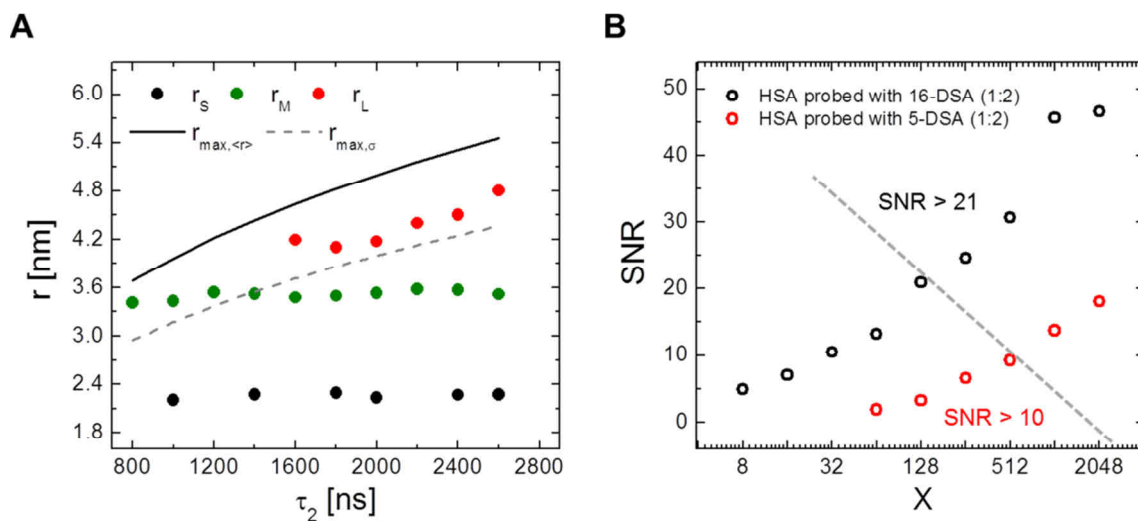 A
r_S r_M r_L
r_max,<r> r_max,σ
r [nm]
6.0
5.4
4.8
4.2
3.6
3.0
2.4
1.8
800 1200 1600 2000 2400 2800
τ_2 [ns]
B
HSA probed with 16-DSA (1:2)
HSA probed with 5-DSA (1:2)
SNR > 21
SNR > 10
SNR
50
40
30
20
10
0
8 32 128 512 2048
X